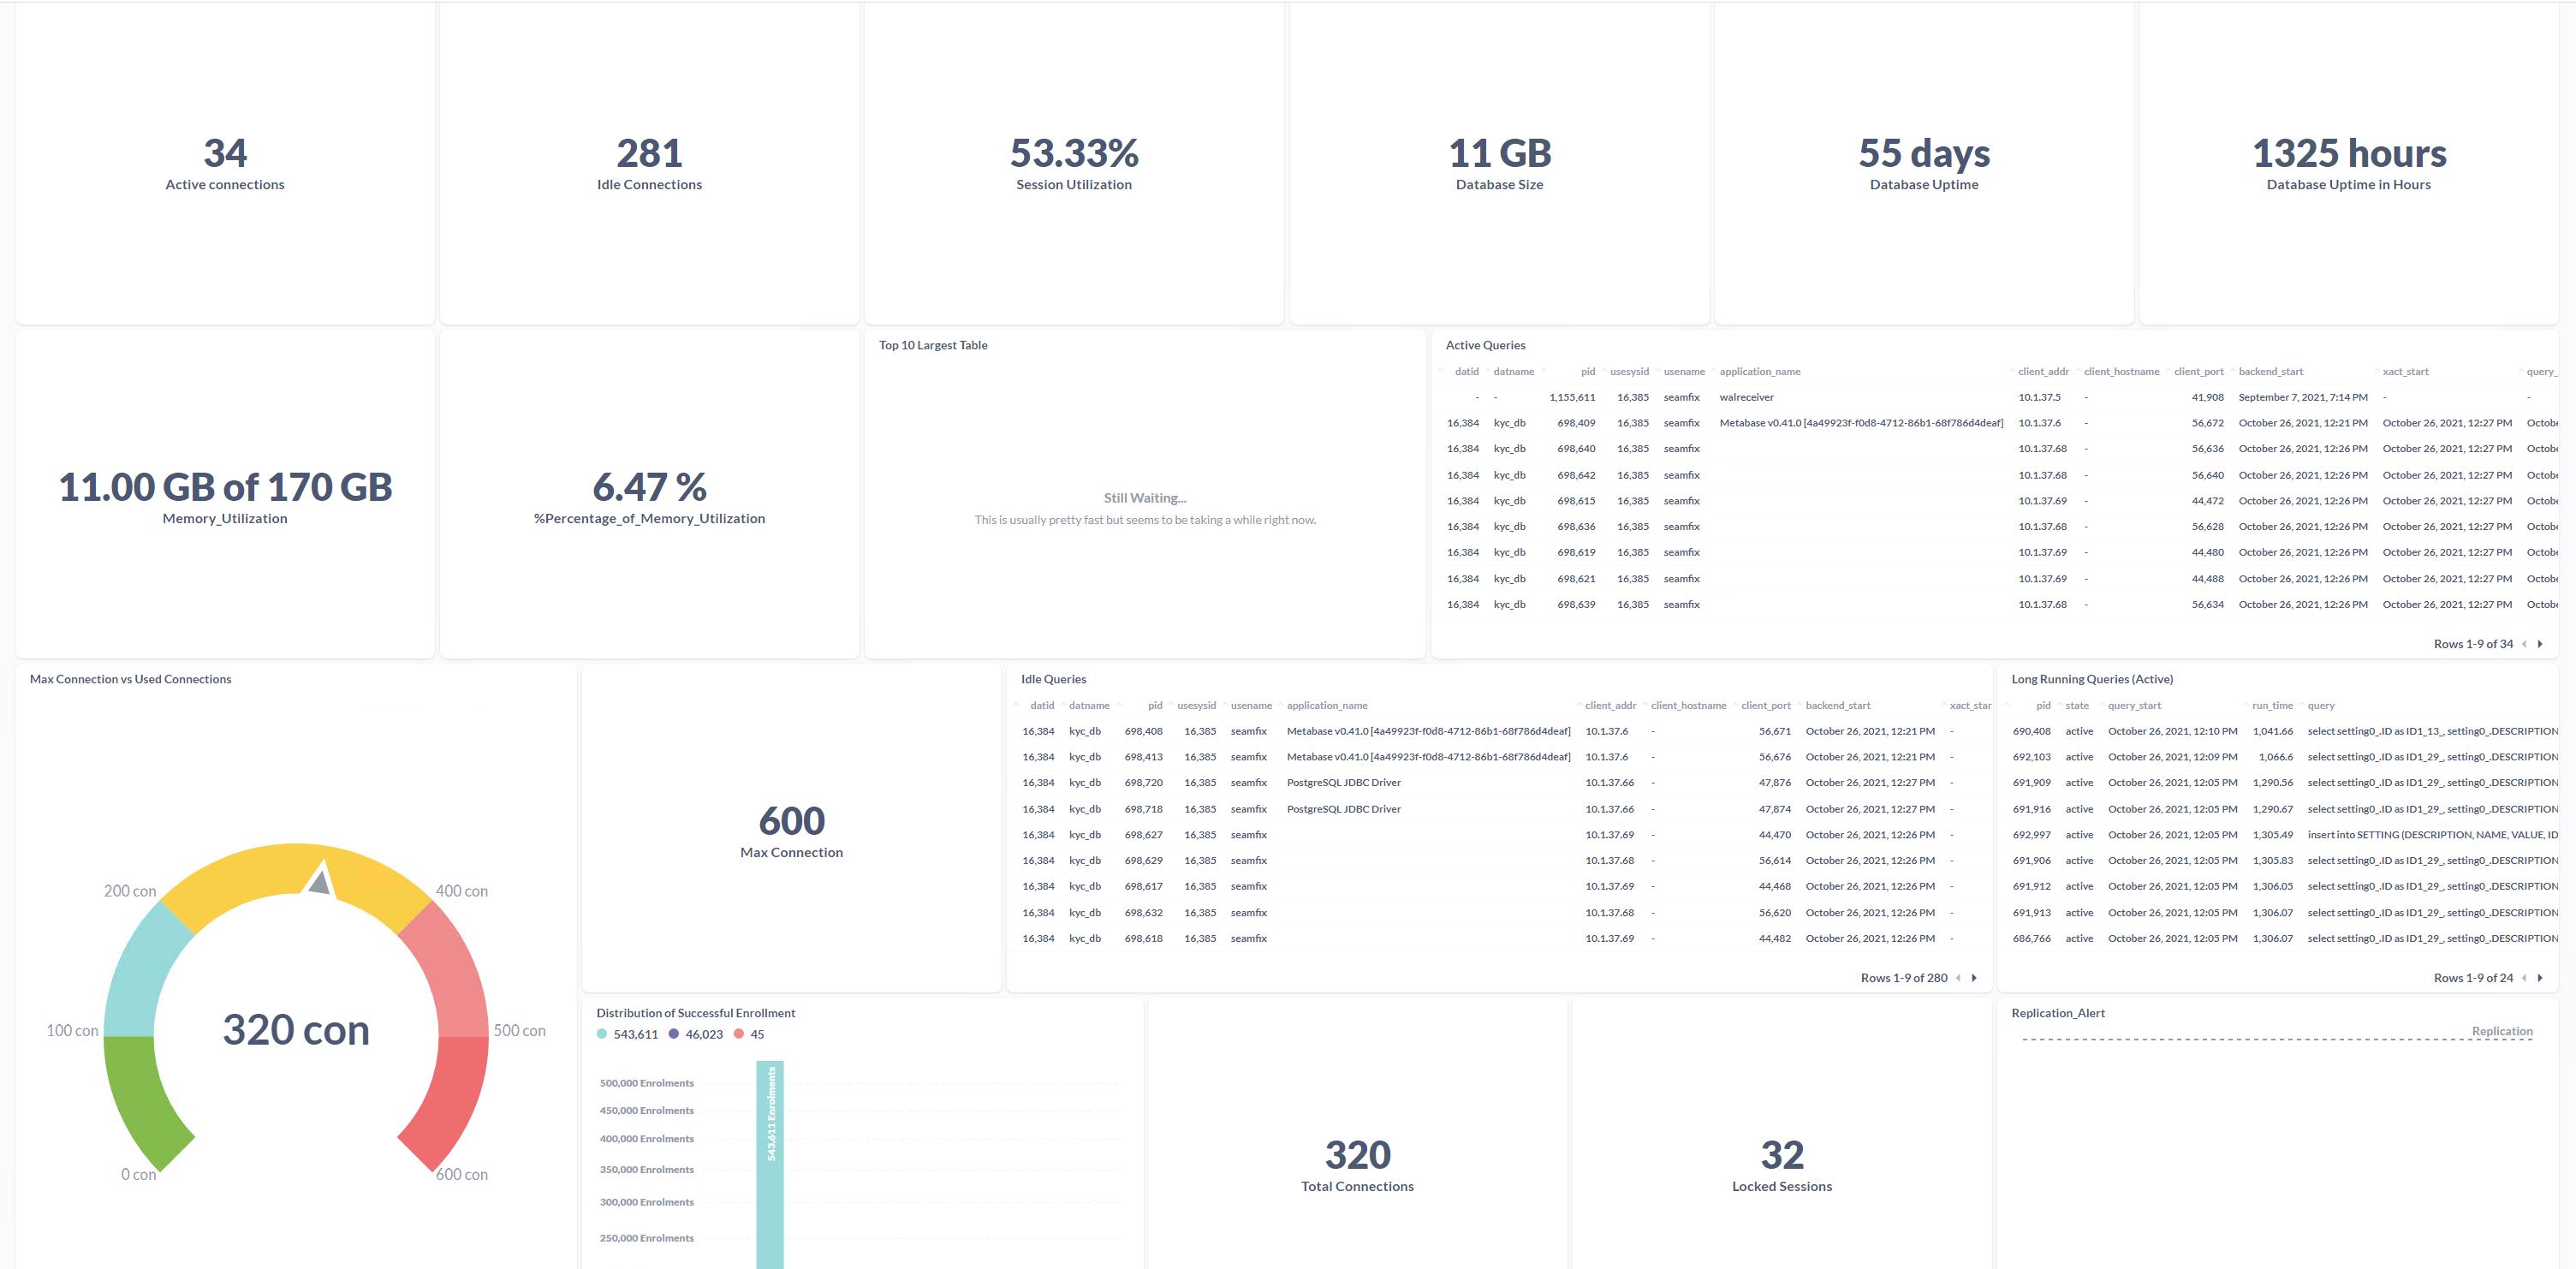 34
Active connections
281
Idle Connections
53.33%
Session Utilization
11 GB
Database Size
55 days
Database Uptime
1325 hours
Database Uptime in Hours
11.00 GB of 170 GB
Memory_Utilization
6.47 %
%Percentage_of_Memory_Utilization
Top 10 Largest Table
Still Waiting...
This is usually pretty fast but seems to be taking a while right now.
Active Queries
datid datname pid usesysid usename application_name client_addr client_hostname client_port backend_start xact_start query_
- - 1,155,611 16,385 seamfix walreceiver 10.1.37.5 - 41,908 September 7, 2021, 7:14 PM - -
16,384 kyc_db 698,409 16,385 seamfix Metabase v0.41.0 [4a49923f-f0d8-4712-86b1-68f786d4deaf] 10.1.37.6 - 56,672 October 26, 2021, 12:21 PM October 26, 2021, 12:27 PM Octobe
16,384 kyc_db 698,640 16,385 seamfix 10.1.37.68 - 56,636 October 26, 2021, 12:26 PM October 26, 2021, 12:27 PM Octobe
16,384 kyc_db 698,642 16,385 seamfix 10.1.37.68 - 56,640 October 26, 2021, 12:26 PM October 26, 2021, 12:27 PM Octobe
16,384 kyc_db 698,615 16,385 seamfix 10.1.37.69 - 44,472 October 26, 2021, 12:26 PM October 26, 2021, 12:27 PM Octobe
16,384 kyc_db 698,636 16,385 seamfix 10.1.37.68 - 56,628 October 26, 2021, 12:26 PM October 26, 2021, 12:27 PM Octobe
16,384 kyc_db 698,619 16,385 seamfix 10.1.37.69 - 44,480 October 26, 2021, 12:26 PM October 26, 2021, 12:27 PM Octobe
16,384 kyc_db 698,621 16,385 seamfix 10.1.37.69 - 44,488 October 26, 2021, 12:26 PM October 26, 2021, 12:27 PM Octobe
16,384 kyc_db 698,639 16,385 seamfix 10.1.37.68 - 56,634 October 26, 2021, 12:26 PM October 26, 2021, 12:27 PM Octobe
Rows 1-9 of 34
Max Connection vs Used Connections
200 con
400 con
100 con
320 con
500 con
0 con
600 con
600
Max Connection
Idle Queries
datid datname pid usesysid usename application_name client_addr client_hostname client_port backend_start xact_star
16,384 kyc_db 698,408 16,385 seamfix Metabase v0.41.0 [4a49923f-f0d8-4712-86b1-68f786d4deaf] 10.1.37.6 - 56,671 October 26, 2021, 12:21 PM -
16,384 kyc_db 698,413 16,385 seamfix Metabase v0.41.0 [4a49923f-f0d8-4712-86b1-68f786d4deaf] 10.1.37.6 - 56,676 October 26, 2021, 12:21 PM -
16,384 kyc_db 698,720 16,385 seamfix PostgreSQL JDBC Driver 10.1.37.66 - 47,876 October 26, 2021, 12:27 PM -
16,384 kyc_db 698,718 16,385 seamfix PostgreSQL JDBC Driver 10.1.37.66 - 47,874 October 26, 2021, 12:27 PM -
16,384 kyc_db 698,627 16,385 seamfix 10.1.37.69 - 44,470 October 26, 2021, 12:26 PM -
16,384 kyc_db 698,629 16,385 seamfix 10.1.37.68 - 56,614 October 26, 2021, 12:26 PM -
16,384 kyc_db 698,617 16,385 seamfix 10.1.37.69 - 44,468 October 26, 2021, 12:26 PM -
16,384 kyc_db 698,632 16,385 seamfix 10.1.37.68 - 56,620 October 26, 2021, 12:26 PM -
16,384 kyc_db 698,618 16,385 seamfix 10.1.37.69 - 44,482 October 26, 2021, 12:26 PM -
Rows 1-9 of 280
Long Running Queries (Active)
pid state query_start run_time query
690,408 active October 26, 2021, 12:10 PM 1,041.66 select setting0_.ID as ID1_13_, setting0_.DESCRIPTION
692,103 active October 26, 2021, 12:09 PM 1,066.6 select setting0_.ID as ID1_29_, setting0_.DESCRIPTION
691,909 active October 26, 2021, 12:05 PM 1,290.56 select setting0_.ID as ID1_29_, setting0_.DESCRIPTION
691,916 active October 26, 2021, 12:05 PM 1,290.67 select setting0_.ID as ID1_29_, setting0_.DESCRIPTION
692,997 active October 26, 2021, 12:05 PM 1,305.49 insert into SETTING (DESCRIPTION, NAME, VALUE, ID
691,906 active October 26, 2021, 12:05 PM 1,305.83 select setting0_.ID as ID1_29_, setting0_.DESCRIPTION
691,912 active October 26, 2021, 12:05 PM 1,306.05 select setting0_.ID as ID1_29_, setting0_.DESCRIPTION
691,913 active October 26, 2021, 12:05 PM 1,306.07 select setting0_.ID as ID1_29_, setting0_.DESCRIPTION
686,766 active October 26, 2021, 12:05 PM 1,306.07 select setting0_.ID as ID1_29_, setting0_.DESCRIPTION
Rows 1-9 of 24
Distribution of Successful Enrollment
543,611 46,023 45
500,000 Enrolments
450,000 Enrolments
400,000 Enrolments
350,000 Enrolments
300,000 Enrolments
250,000 Enrolments
543,611 Enrolments
320
Total Connections
32
Locked Sessions
Replication_Alert
Replication